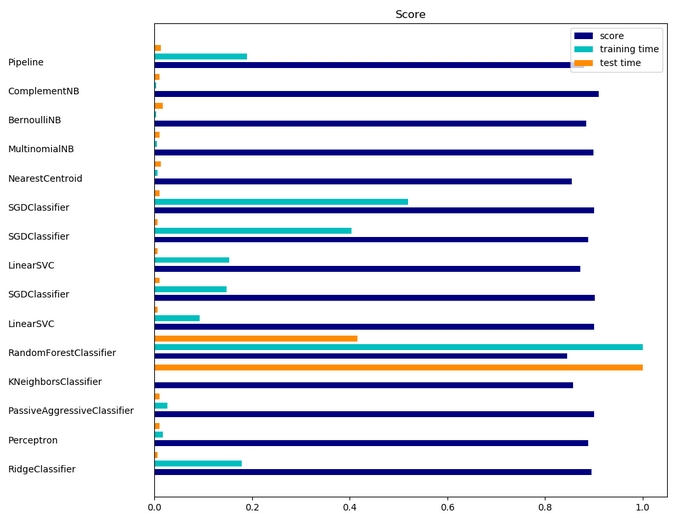 Score
score
training time
test time
Pipeline
ComplementNB
BernoulliNB
MultinomialNB
NearestCentroid
SGDClassifier
SGDClassifier
LinearSVC
SGDClassifier
LinearSVC
RandomForestClassifier
KNeighborsClassifier
PassiveAggressiveClassifier
Perceptron
RidgeClassifier
0.0 0.2 0.4 0.6 0.8 1.0